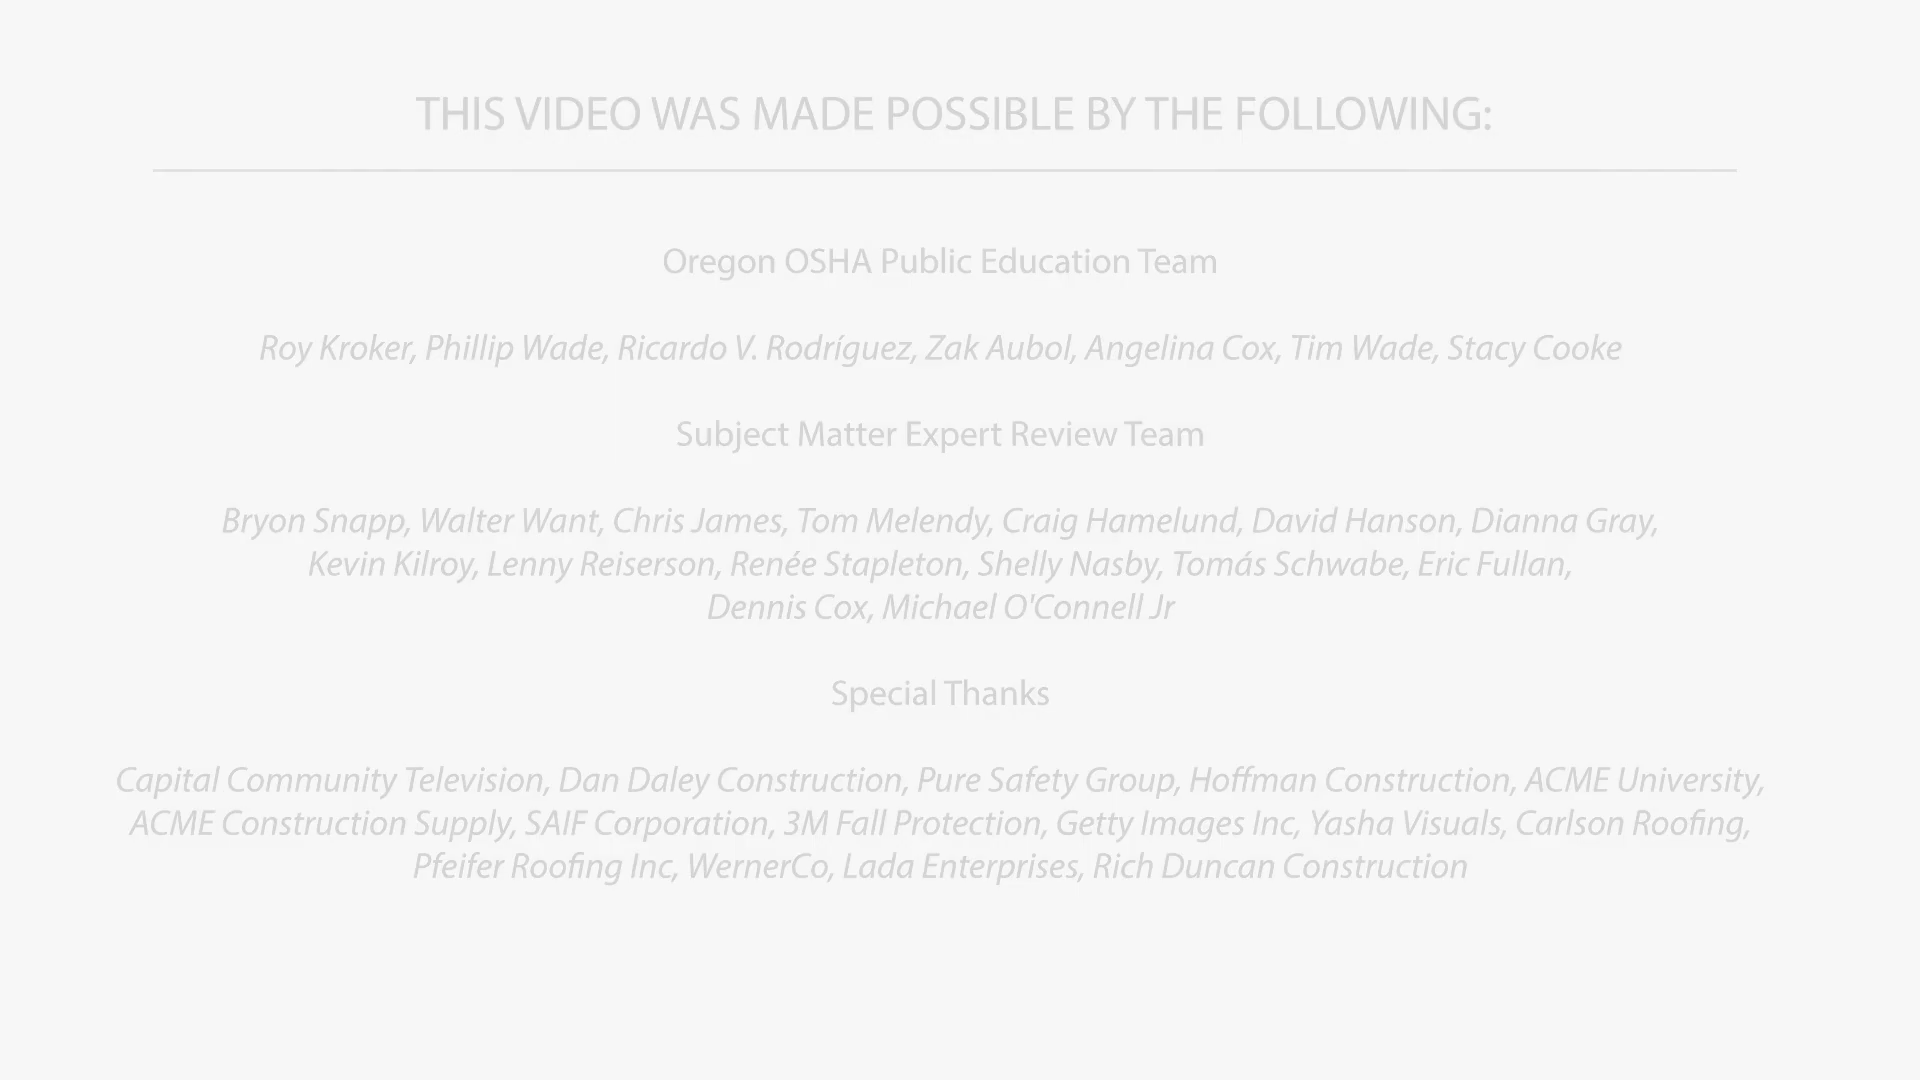 THIS VIDEO WAS MADE POSSIBLE BY THE FOLLOWING:
Oregon OSHA Public Education Team
Roy Kroker, Phillip Wade, Ricardo V. Rodríguez, Zak Aubol, Angelina Cox, Tim Wade, Stacy Cooke
Subject Matter Expert Review Team
Bryon Snapp, Walter Want, Chris James, Tom Melendy, Craig Hamelund, David Hanson, Dianna Gray,
Kevin Kilroy, Lenny Reiserson, Renée Stapleton, Shelly Nasby, Tomás Schwabe, Eric Fullan,
Dennis Cox, Michael O'Connell Jr
Special Thanks
Capital Community Television, Dan Daley Construction, Pure Safety Group, Hoffman Construction, ACME University,
ACME Construction Supply, SAIF Corporation, 3M Fall Protection, Getty Images Inc, Yasha Visuals, Carlson Roofing,
Pfeifer Roofing Inc, WernerCo, Lada Enterprises, Rich Duncan Construction